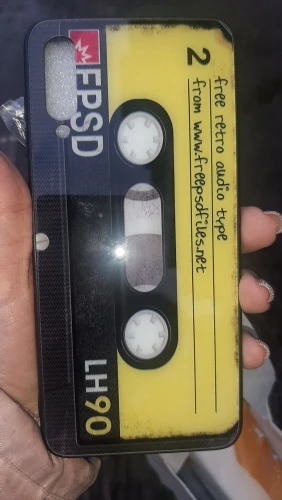 2
free retro audio type
from www.freepsdfiles.net
FPSD
LH90